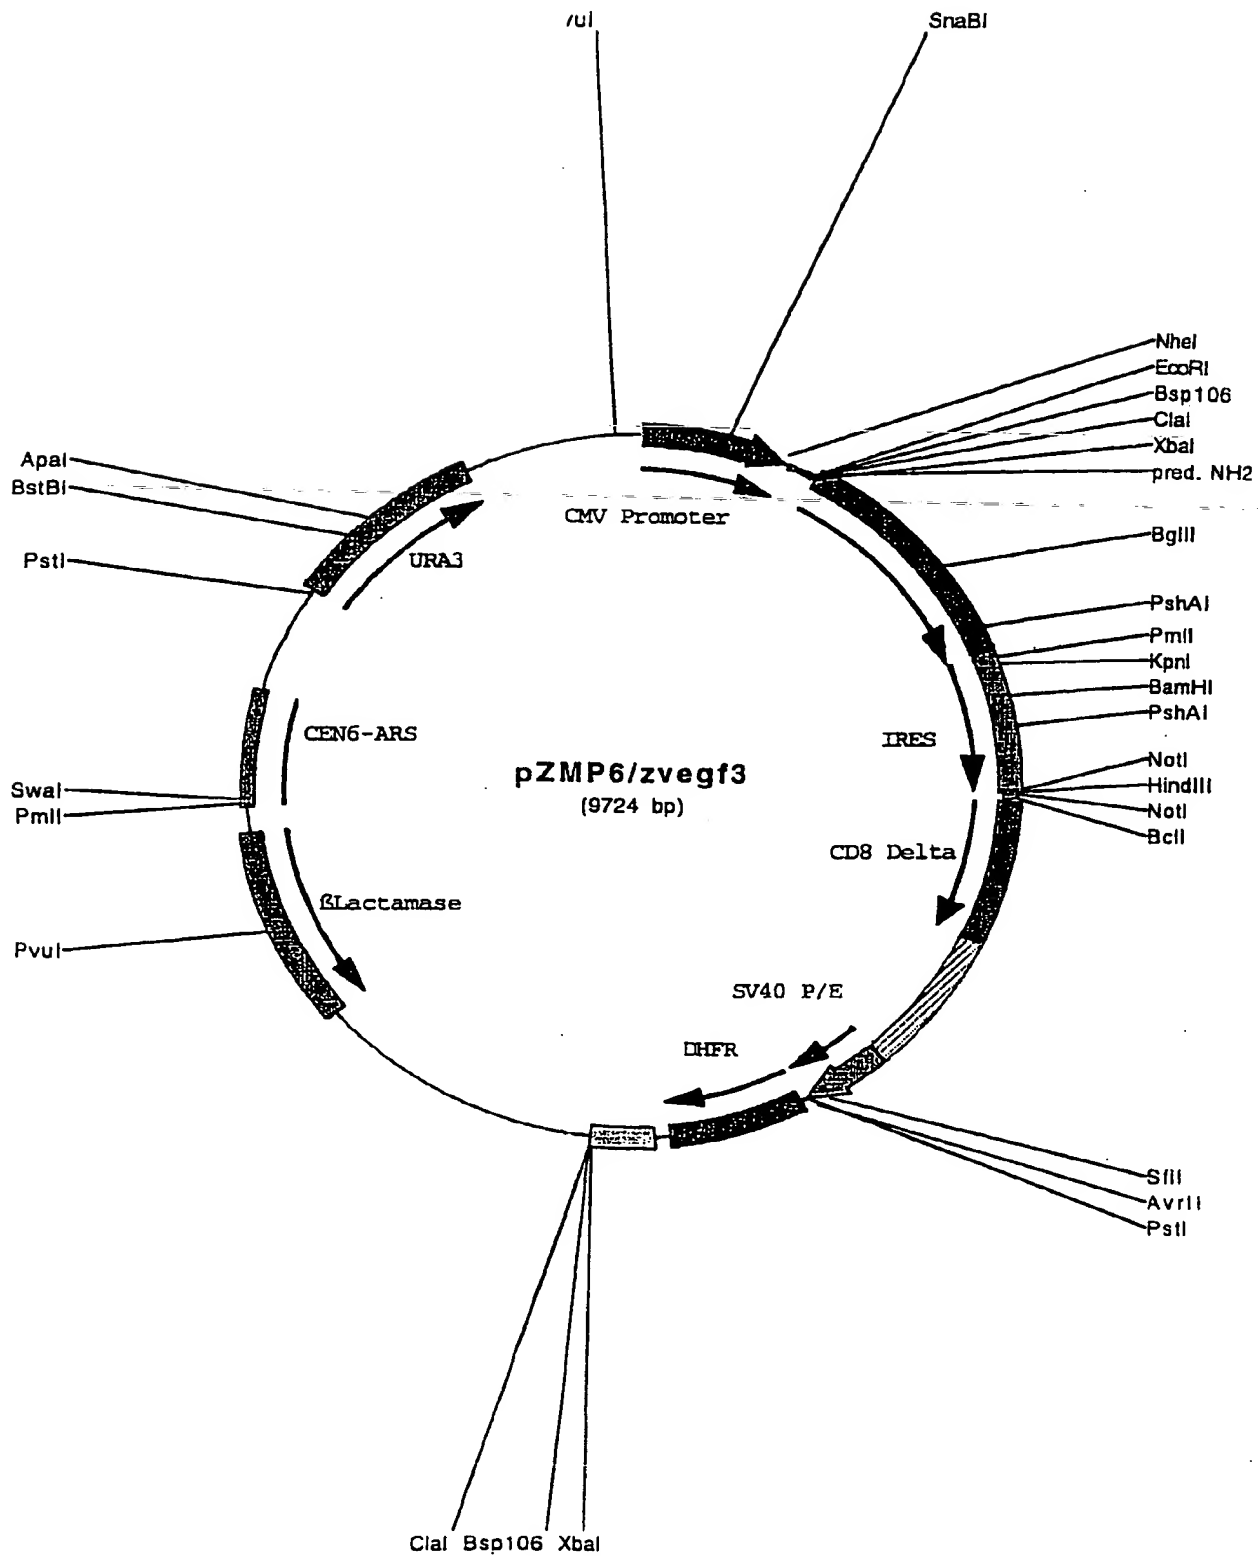 SnaBI
NheI
EcoRI
Bsp106
ClaI
XbaI
pred. NH2
BglII
PshAI
PmlI
KpnI
BamHI
PshAI
NotI
HindIII
NotI
BclI
SfiI
AvrII
PstI
ClaI Bsp106 XbaI
PvuI
PmlI
SwaI
PstI
BstBI
ApaI
CMV Promoter
URA3
CEN6-ARS
IRES
pZMP6/zvegf3
(9724 bp)
CD8 Delta
ßLactamase
SV40 P/E
DHFR